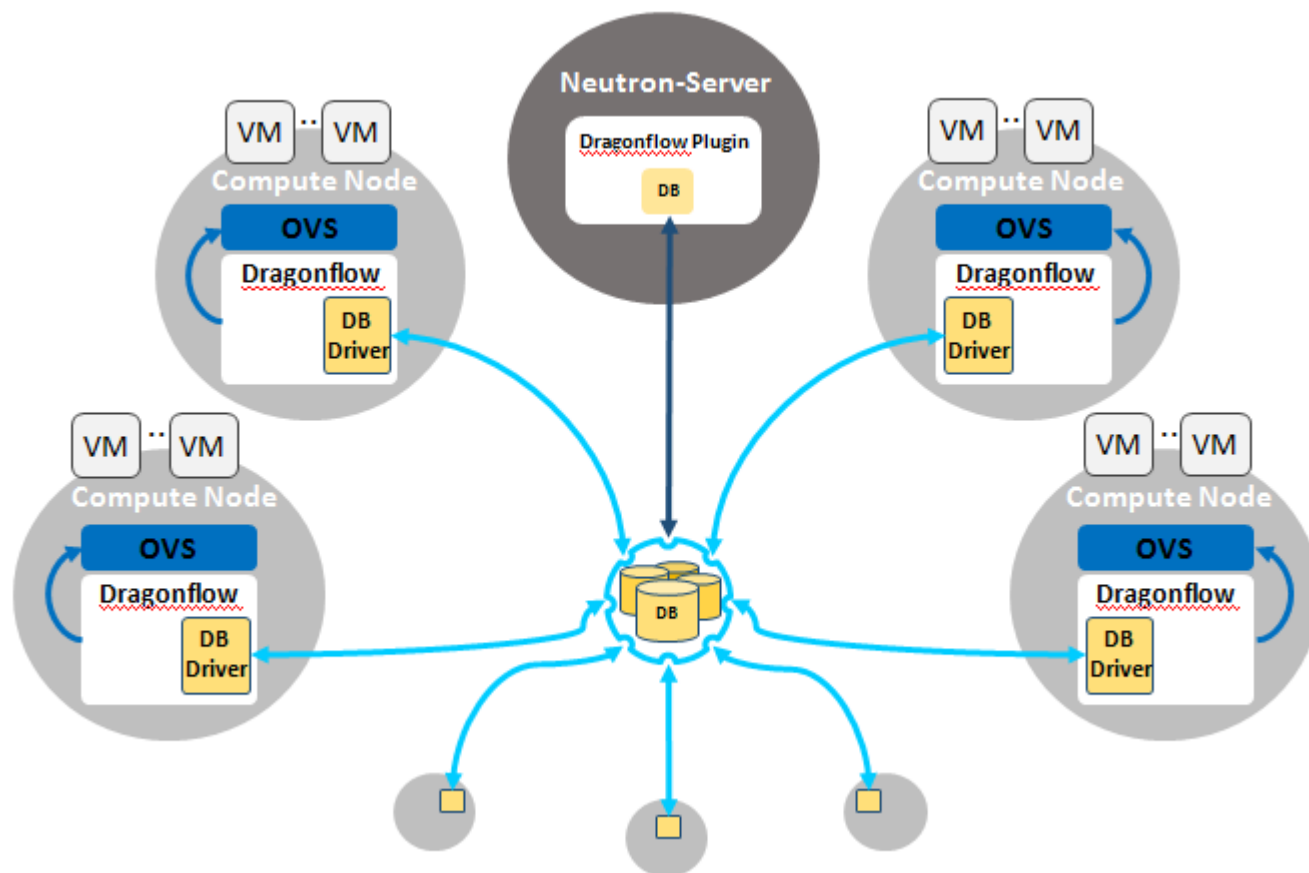 Neutron-Server
Dragonflow Plugin
DB
VM .. VM
Compute Node
OVS
Dragonflow
DB
Driver
VM .. VM
Compute Node
OVS
Dragonflow
DB
Driver
VM .. VM
Compute Node
OVS
Dragonflow
DB
Driver
VM .. VM
Compute Node
OVS
Dragonflow
DB
Driver
DB